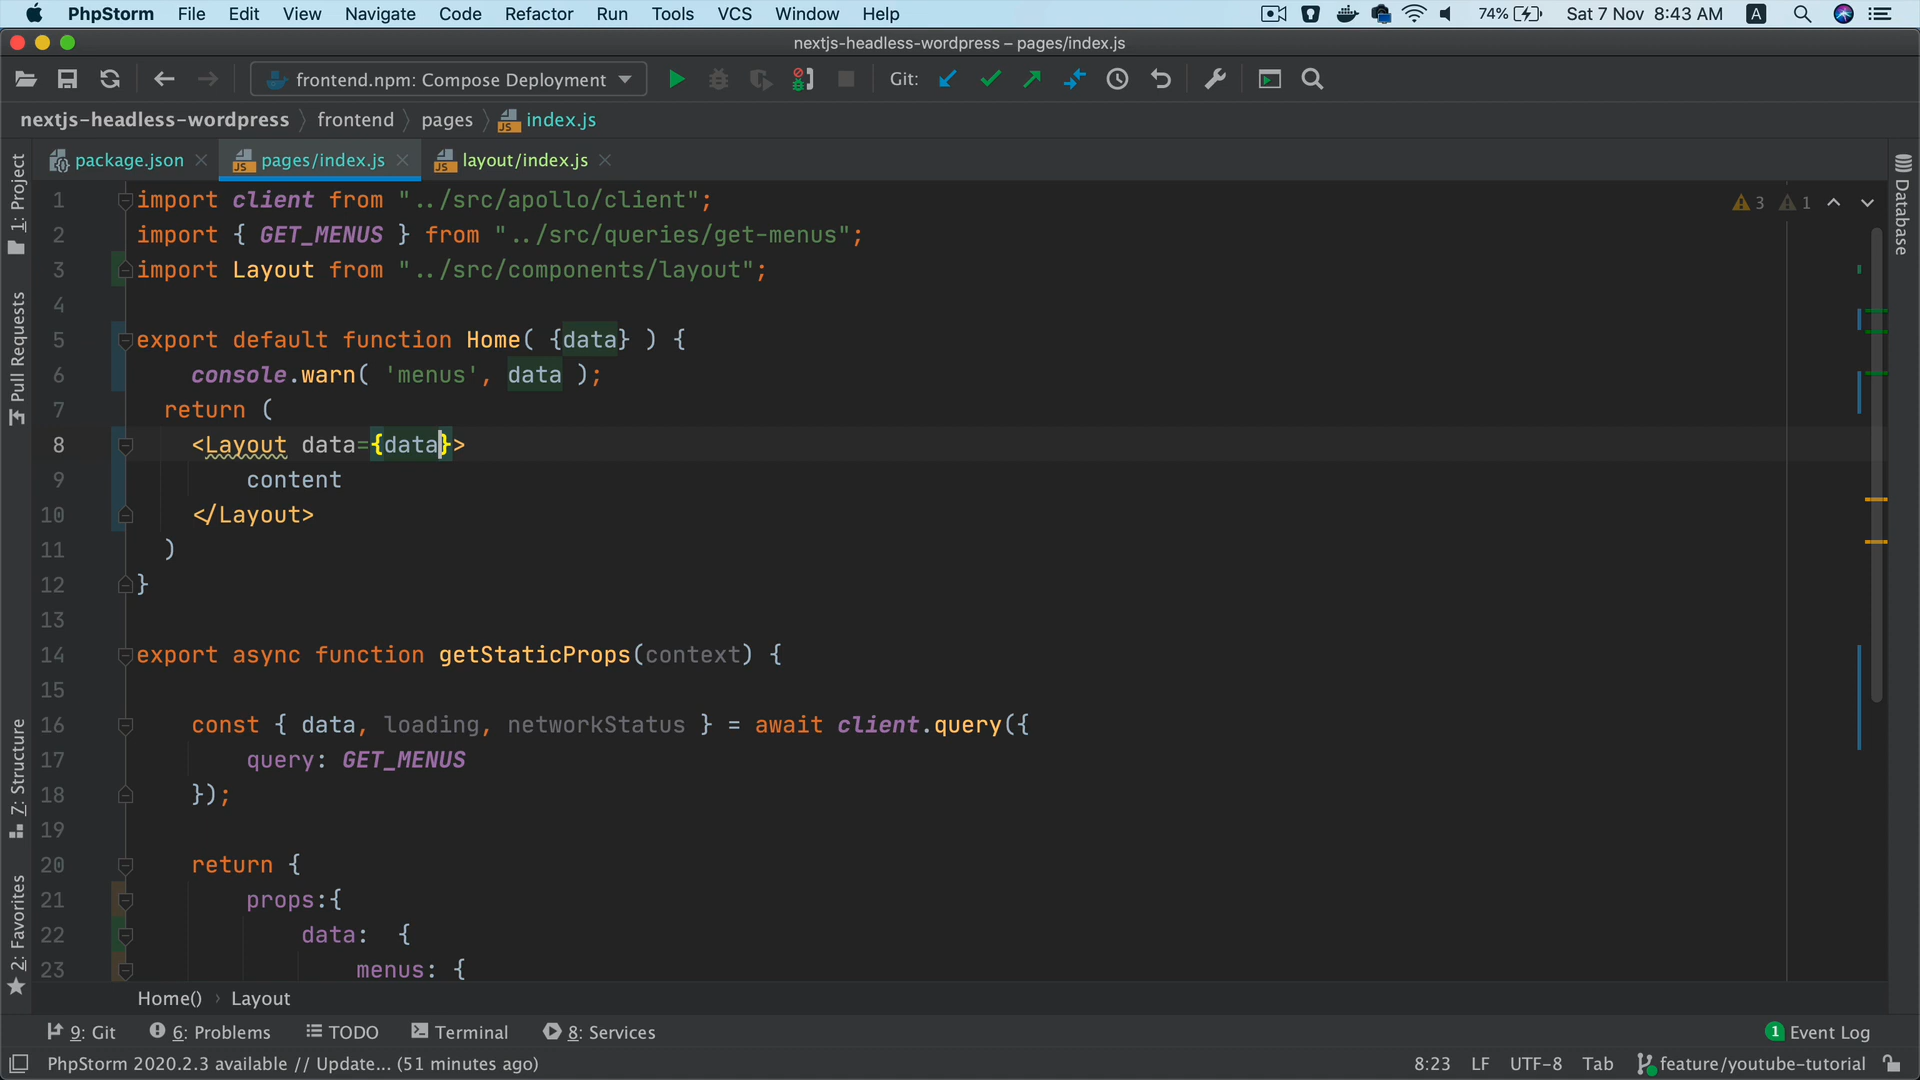 PhpStorm File Edit View Navigate Code Refactor Run Tools VCS Window Help 74% Sat 7 Nov 8:43 AM A
nextjs-headless-wordpress – pages/index.js
frontend.npm: Compose Deployment Git:
nextjs-headless-wordpress frontend pages index.js
package.json pages/index.js layout/index.js
1 import client from "../src/apollo/client"; 3 1
2 import { GET_MENUS } from "../src/queries/get-menus";
3 import Layout from "../src/components/layout";
4
5 export default function Home( {data} ) {
6 console.warn( 'menus', data );
7 return (
8 <Layout data={data}>
9 content
10 </Layout>
11 )
12 }
13
14 export async function getStaticProps(context) {
15
16 const { data, loading, networkStatus } = await client.query({
17 query: GET_MENUS
18 });
19
20 return {
21 props:{
22 data: {
23 menus: {
1: Project
Pull Requests
Z: Structure
2: Favorites
Database
Home() Layout
9: Git 6: Problems TODO Terminal 8: Services 1 Event Log
PhpStorm 2020.2.3 available // Update... (51 minutes ago) 8:23 LF UTF-8 Tab feature/youtube-tutorial